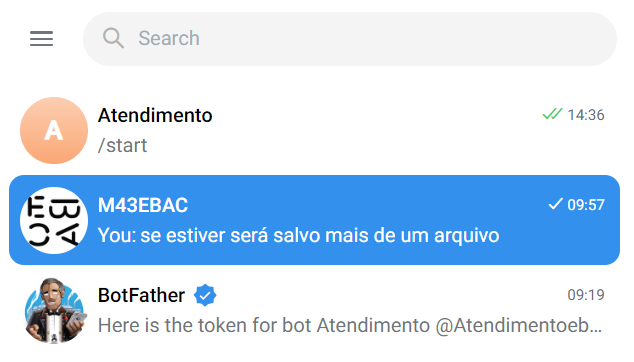 Search
A
Atendimento
14:36
/start
EBAC
M43EBAC
09:57
You: se estiver será salvo mais de um arquivo
BotFather
09:19
Here is the token for bot Atendimento @Atendimentoeb...